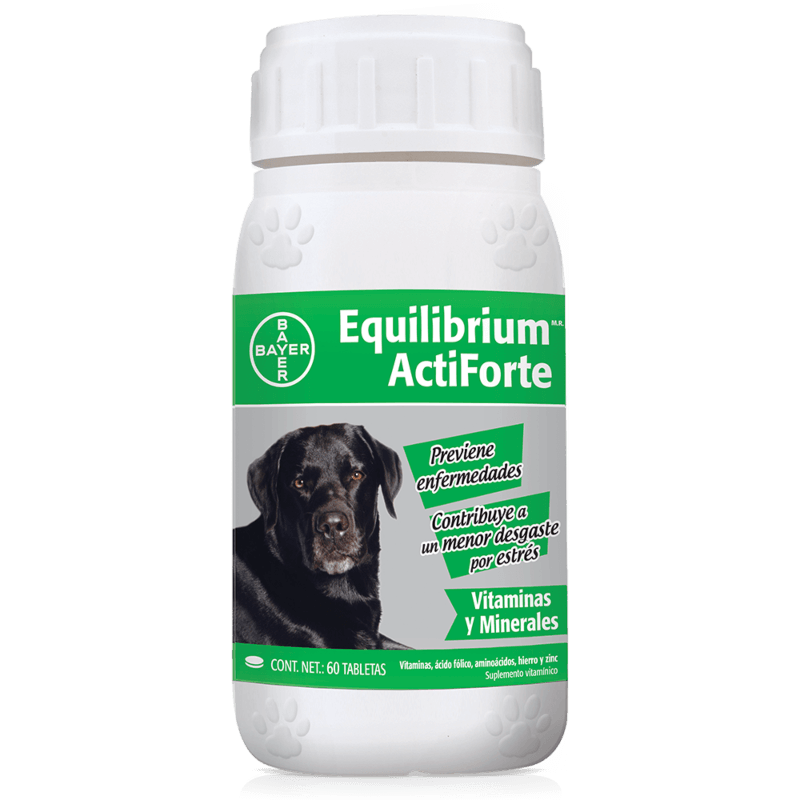 BAYER
BAYER
Equilibrium M.R.
ActiForte
Previene
enfermedades
Contribuye a
un menor desgaste
por estrés
Vitaminas
y Minerales
CONT. NET.: 60 TABLETAS
Vitaminas, ácido fólico, aminoácidos, hierro y zinc
Suplemento vitamínico